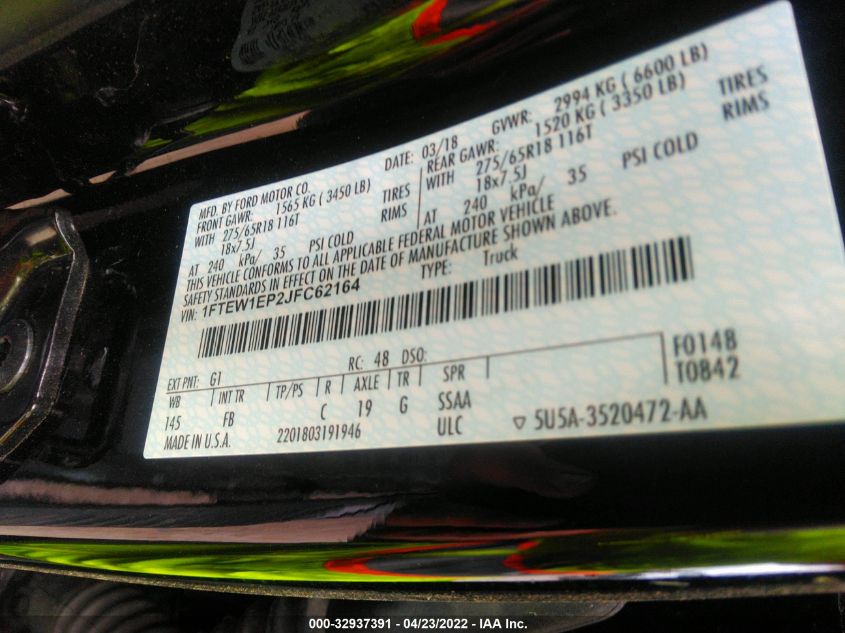 MFD. BY FORD MOTOR CO. DATE: 03/18 GVWR: 2994 KG ( 6600 LB)
FRONT GAWR: 1565 KG ( 3450 LB) REAR GAWR: 1520 KG ( 3350 LB)
WITH 275/65R18 116T TIRES WITH 275/65R18 116T TIRES
18x7.5J RIMS 18x7.5J RIMS
AT 240 kPa/ 35 PSI COLD AT 240 kPa/ 35 PSI COLD
THIS VEHICLE CONFORMS TO ALL APPLICABLE FEDERAL MOTOR VEHICLE
SAFETY STANDARDS IN EFFECT ON THE DATE OF MANUFACTURE SHOWN ABOVE.
VIN: 1FTEW1EP2JFC62164 TYPE: Truck
F0148
T0842
EXT PNT: G1 RC: 48 DSO:
WB INT TR TP/PS R AXLE TR SPR
145 FB C 19 G SSAA
MADE IN U.S.A. 2201803191946 ULC 5U5A-3520472-AA
000-32937391 - 04/23/2022 - IAA Inc.